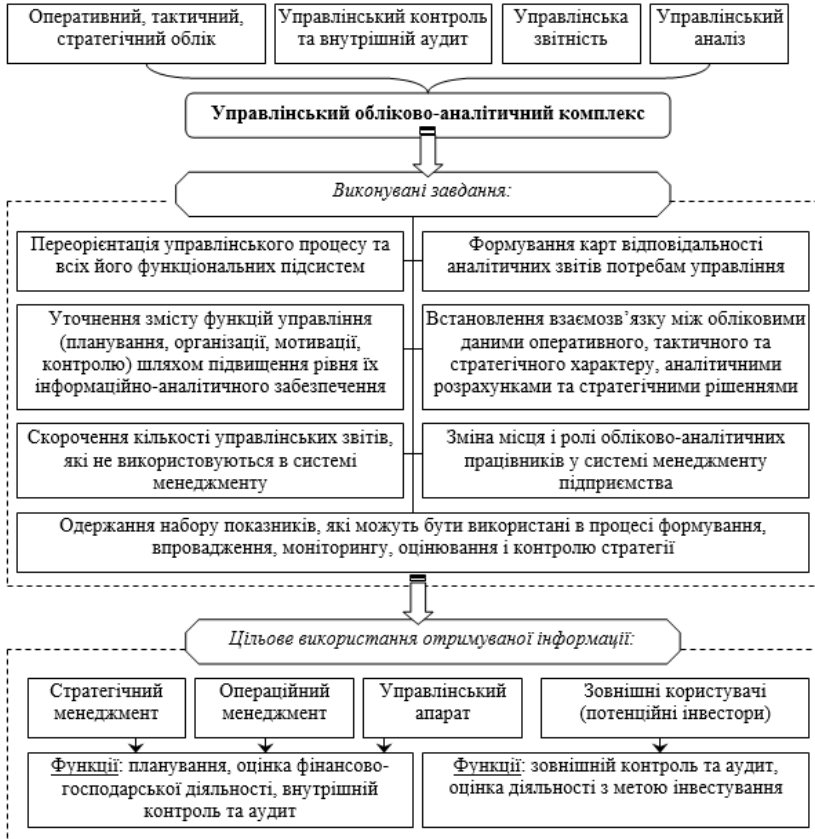 Оперативний, тактичний,
стратегічний облік
Управлінський контроль
та внутрішній аудит
Управлінська
звітність
Управлінський
аналіз
Управлінський обліково-аналітичний комплекс
Виконувані завдання:
Переорієнтація управлінського процесу та
всіх його функціональних підсистем
Формування карт відповідальності
аналітичних звітів потребам управління
Уточнення змісту функцій управління
(планування, організації, мотивації,
контролю) шляхом підвищення рівня їх
інформаційно-аналітичного забезпечення
Встановлення взаємозв’язку між обліковими
даними оперативного, тактичного та
стратегічного характеру, аналітичними
розрахунками та стратегічними рішеннями
Скорочення кількості управлінських звітів,
які не використовуються в системі
менеджменту
Зміна місця і ролі обліково-аналітичних
працівників у системі менеджменту
підприємства
Одержання набору показників, які можуть бути використані в процесі формування,
впровадження, моніторингу, оцінювання і контролю стратегії
Цільове використання отримуваної інформації:
Стратегічний
менеджмент
Операційний
менеджмент
Управлінський
апарат
Зовнішні користувачі
(потенційні інвестори)
Функції: планування, оцінка фінансово-
господарської діяльності, внутрішній
контроль та аудит
Функції: зовнішній контроль та аудит,
оцінка діяльності з метою інвестування